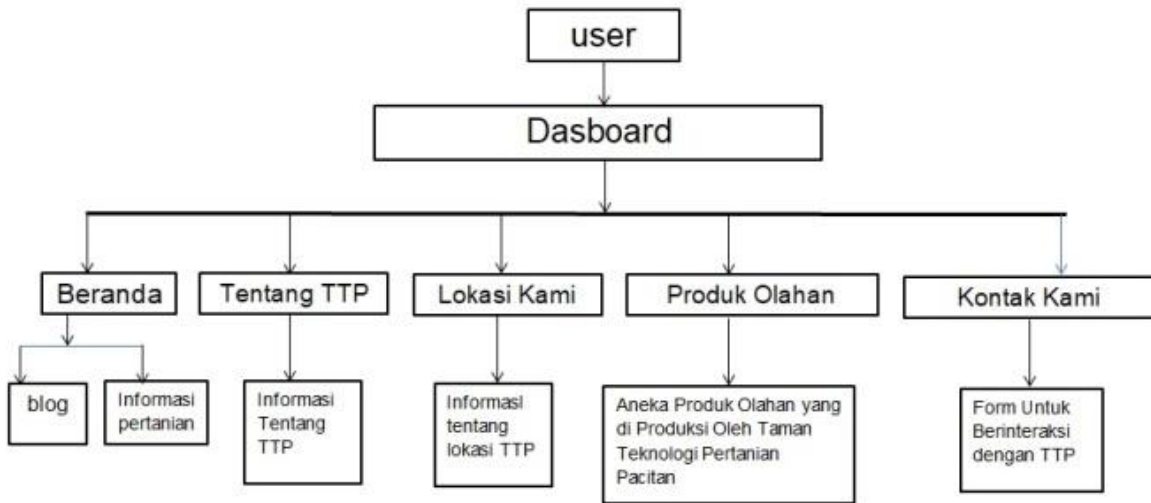 user
Dasboard
Beranda
Tentang TTP
Lokasi Kami
Produk Olahan
Kontak Kami
blog
Informasi
pertanian
Informasi
Tentang
TTP
Informasi
tentang
lokasi TTP
Aneka Produk Olahan yang
di Produksi Oleh Taman
Teknologi Pertanian
Pacitan
Form Untuk
Berinteraksi
dengan TTP